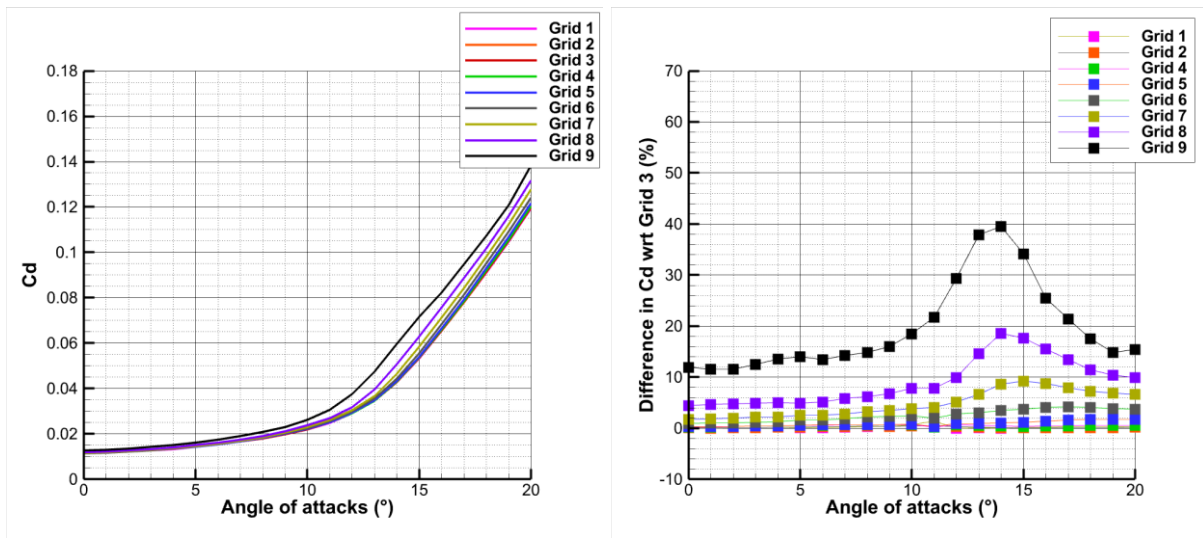 Grid 1
Grid 2
Grid 3
Grid 4
Grid 5
Grid 6
Grid 7
Grid 8
Grid 9
0.18
0.16
0.14
0.12
0.1
0.08
0.06
0.04
0.02
0
Cd
0 5 10 15 20
Angle of attacks (°)
Grid 1
Grid 2
Grid 4
Grid 5
Grid 6
Grid 7
Grid 8
Grid 9
70
60
50
40
30
20
10
0
-10
Difference in Cd wrt Grid 3 (%)
0 5 10 15 20
Angle of attacks (°)